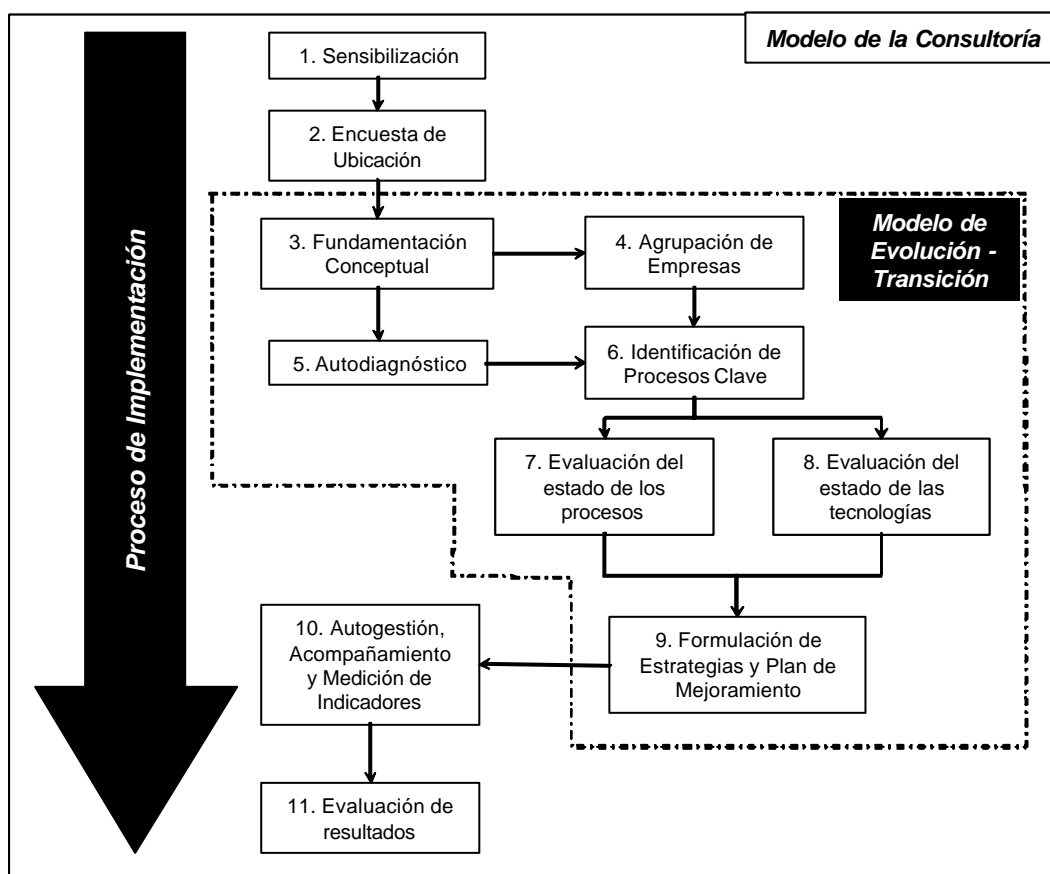 Modelo de la Consultoría
1. Sensibilización
2. Encuesta de
Ubicación
Modelo de
Evolución -
Transición
3. Fundamentación
Conceptual
4. Agrupación de
Empresas
5. Autodiagnóstico
6. Identificación de
Procesos Clave
Proceso de Implementación
7. Evaluación del
estado de los
procesos
8. Evaluación del
estado de las
tecnologías
9. Formulación de
Estrategias y Plan de
Mejoramiento
10. Autogestión,
Acompañamiento
y Medición de
Indicadores
11. Evaluación de
resultados